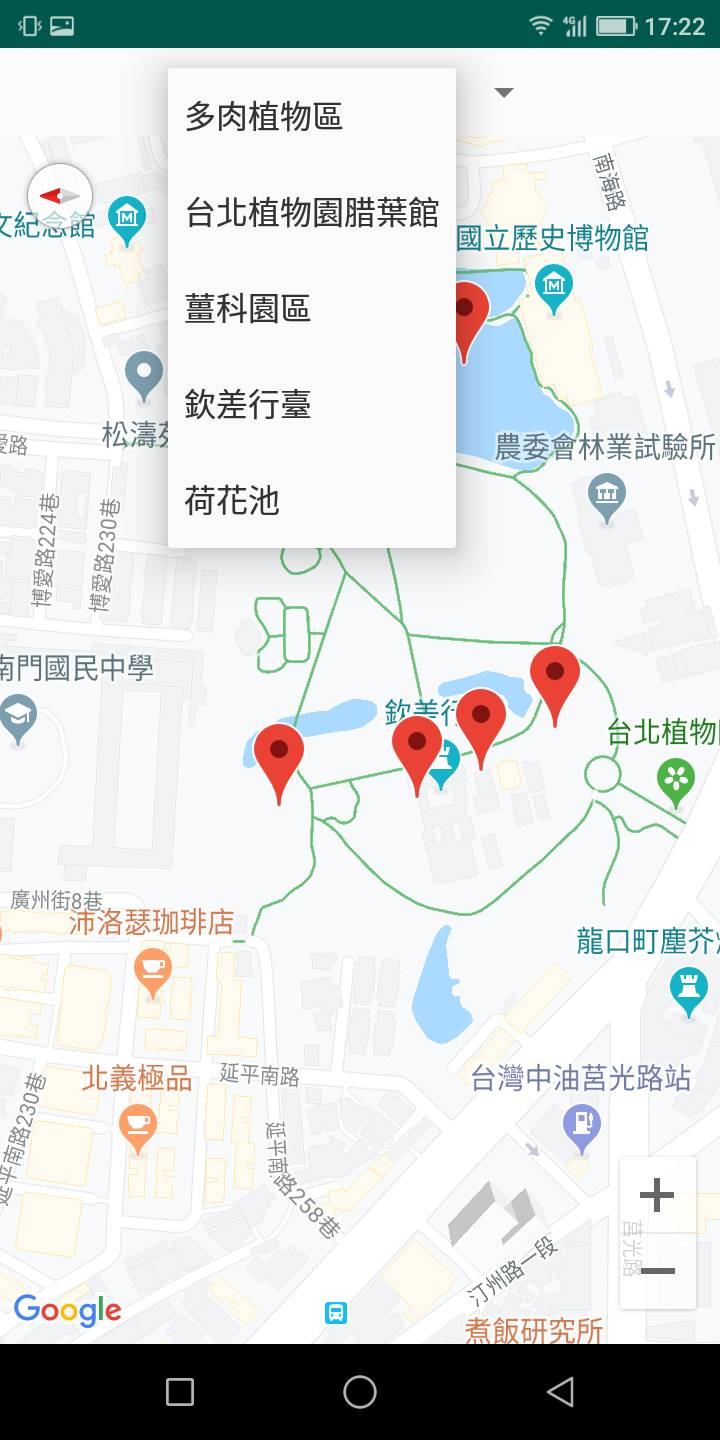 4G
17:22
多肉植物區
台北植物園腊葉館
薑科園區
欽差行臺
荷花池
南海路
文紀念館
國立歷史博物館
松濤苑
愛路
農委會林業試驗所
博愛路224巷
博愛路230巷
南門國民中學
欽差行
台北植物
廣州街8巷
沛洛瑟珈琲店
龍口町塵芥
北義極品
延平南路
台灣中油莒光路站
延平南路230巷
延平南路258巷
莒光路
汀州路一段
Google
煮飯研究所